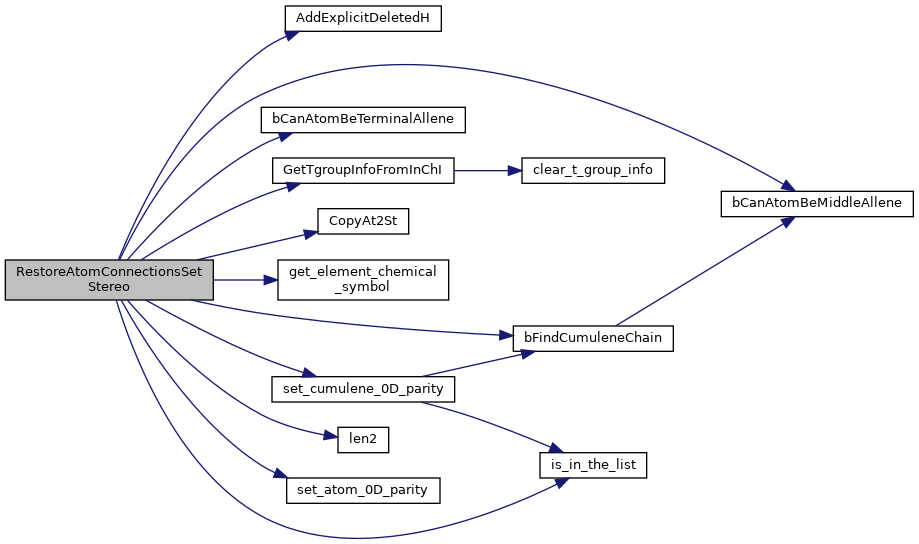 AddExplicitDeletedH
bCanAtomBeTerminalAllene
GetTgroupInfoFromInChI
clear_t_group_info
bCanAtomBeMiddleAllene
CopyAt2St
RestoreAtomConnectionsSet
Stereo
get_element_chemical
_symbol
bFindCumuleneChain
set_cumulene_0D_parity
len2
is_in_the_list
set_atom_0D_parity